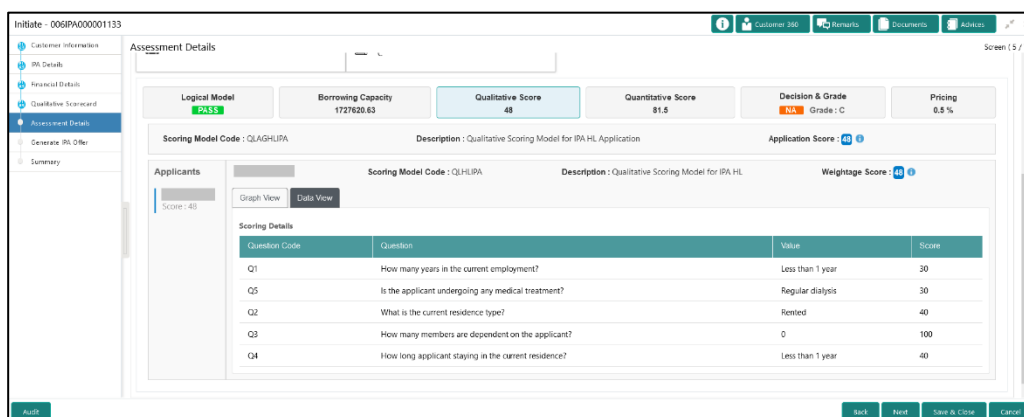 Initiate - 006IPA000001133
Customer 360 Remarks Documents Advices
Customer Information
IPA Details
Financial Details
Qualitative Scorecard
Assessment Details
Generate IPA Offer
Summary
Assessment Details
Screen ( 5 /
Logical Model Borrowing Capacity Qualitative Score Quantitative Score Decision & Grade Pricing
PASS 1727620.63 48 81.5 NA Grade : C 0.5 %
Scoring Model Code : QLAGHLIPA Description : Qualitative Scoring Model for IPA HL Application Application Score : 48
Applicants
Score : 48
Scoring Model Code : QLHLIPA Description : Qualitative Scoring Model for IPA HL Weightage Score : 48
Graph View Data View
Scoring Details
Question Code Question Value Score
Q1 How many years in the current employment? Less than 1 year 30
Q5 Is the applicant undergoing any medical treatment? Regular dialysis 30
Q2 What is the current residence type? Rented 40
Q3 How many members are dependent on the applicant? 0 100
Q4 How long applicant staying in the current residence? Less than 1 year 40
Audit Back Next Save & Close Cancel